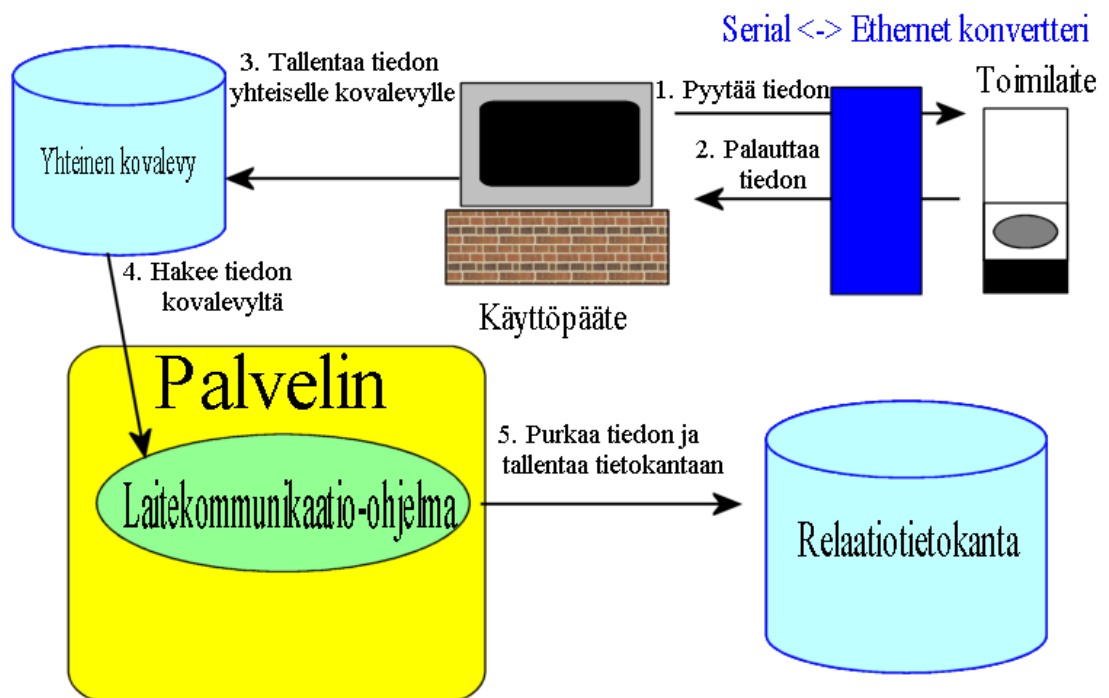 Serial <-> Ethernet konvertteri
3. Tallentaa tiedon
yhteiselle kovalevylle
1. Pyytää tiedon
Toimilaite
2. Palauttaa
tiedon
Yhteinen kovalevy
4. Hakee tiedon
kovalevyltä
Käyttöpääte
Palvelin
5. Purkaa tiedon ja
tallentaa tietokantaan
Laitekommunikaatio-ohjelma
Relaatiotietokanta